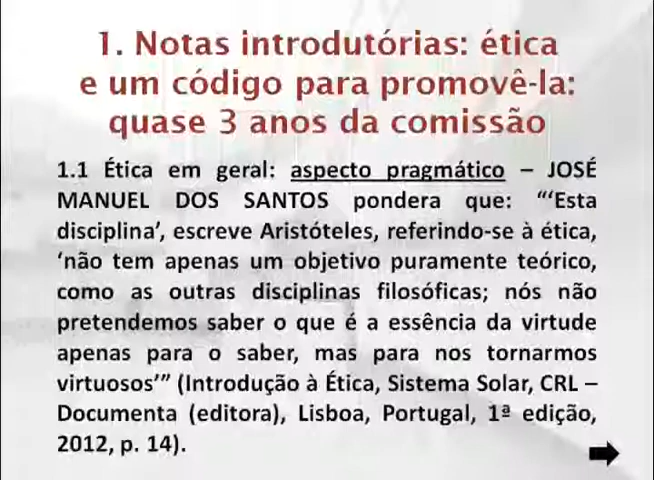 1. Notas introdutórias: ética
e um código para promovê-la:
quase 3 anos da comissão
1.1 Ética em geral: aspecto pragmático – JOSÉ
MANUEL DOS SANTOS pondera que: “‘Esta
disciplina’, escreve Aristóteles, referindo-se à ética,
‘não tem apenas um objetivo puramente teórico,
como as outras disciplinas filosóficas; nós não
pretendemos saber o que é a essência da virtude
apenas para o saber, mas para nos tornarmos
virtuosos’” (Introdução à Ética, Sistema Solar, CRL –
Documenta (editora), Lisboa, Portugal, 1ª edição,
2012, p. 14).